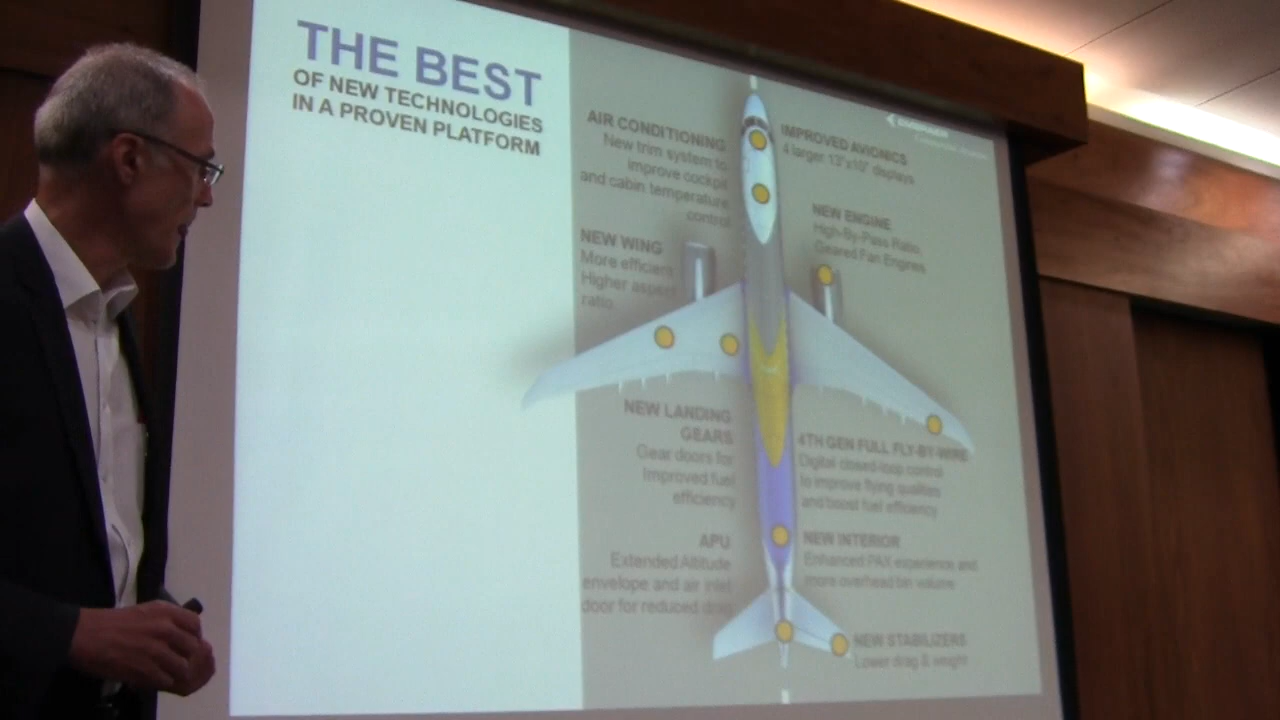 THE BEST
OF NEW TECHNOLOGIES
IN A PROVEN PLATFORM
AIR CONDITIONING
New trim system to
improve cockpit
and cabin temperature
control
IMPROVED AVIONICS
4 larger 13"x10" displays
NEW WING
More efficient
Higher aspect
ratio
NEW ENGINE
High-By-Pass Ratio
Geared Fan Engines
NEW LANDING
GEARS
Gear doors for
Improved fuel
efficiency
4TH GEN FULL FLY-BY-WIRE
Digital closed-loop control
to improve flying qualities
and boost fuel efficiency
APU
Extended Altitude
envelope and air inlet
door for reduced drag
NEW INTERIOR
Enhanced PAX experience and
more overhead bin volume
NEW STABILIZERS
Lower drag & weight